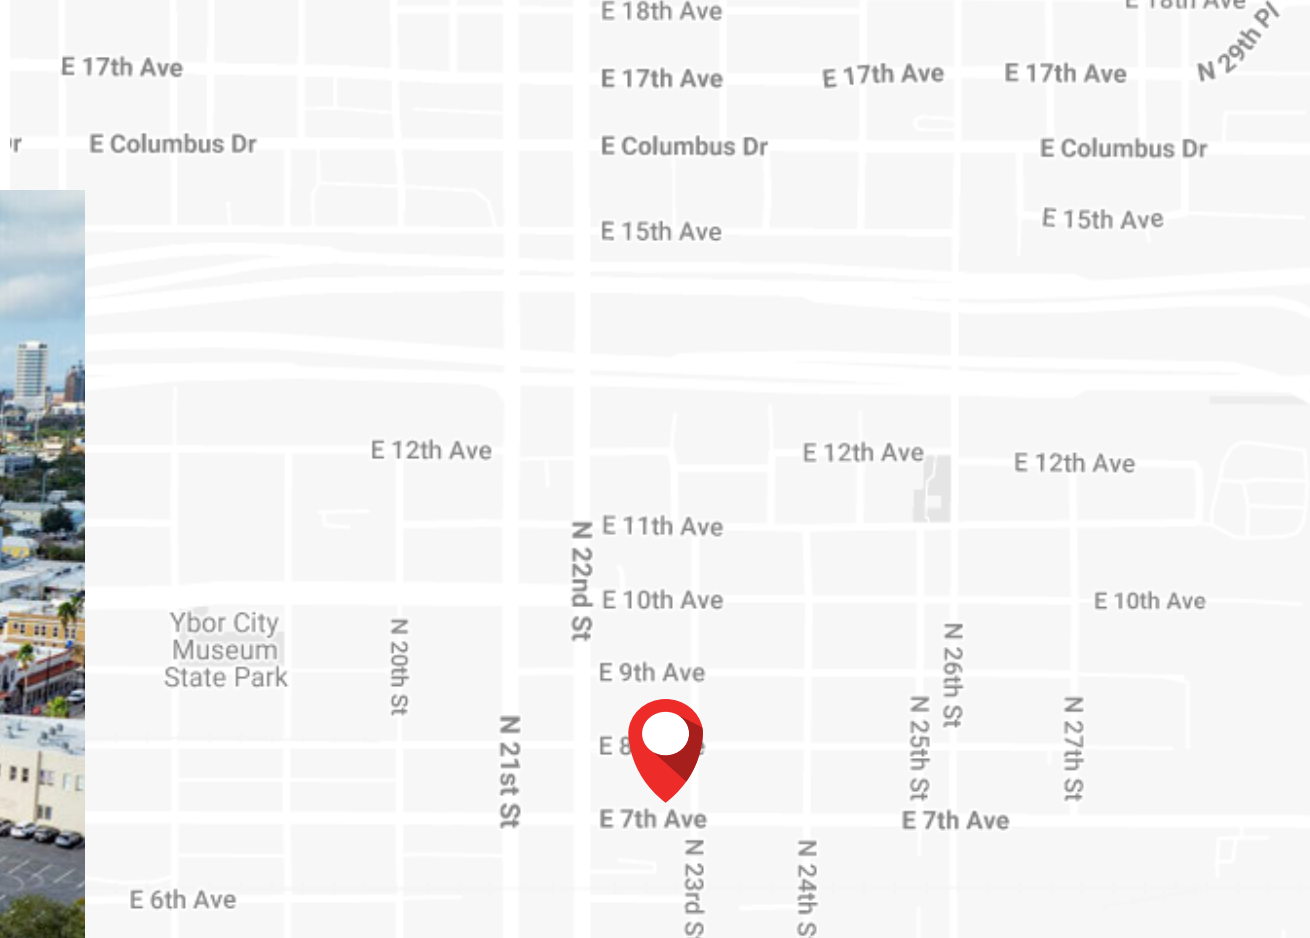 E 18th Ave
E 18th Ave
N 29th Pl
E 17th Ave
E 17th Ave
E 17th Ave
E 17th Ave
E Columbus Dr
E Columbus Dr
E Columbus Dr
E 15th Ave
E 15th Ave
E 12th Ave
E 12th Ave
E 12th Ave
E 11th Ave
N 22nd St
E 10th Ave
E 10th Ave
Ybor City
Museum
State Park
N 20th St
N 26th St
E 9th Ave
N 21st St
N 25th St
N 27th St
E 7th Ave
E 7th Ave
N 23rd S
N 24th S
E 6th Ave